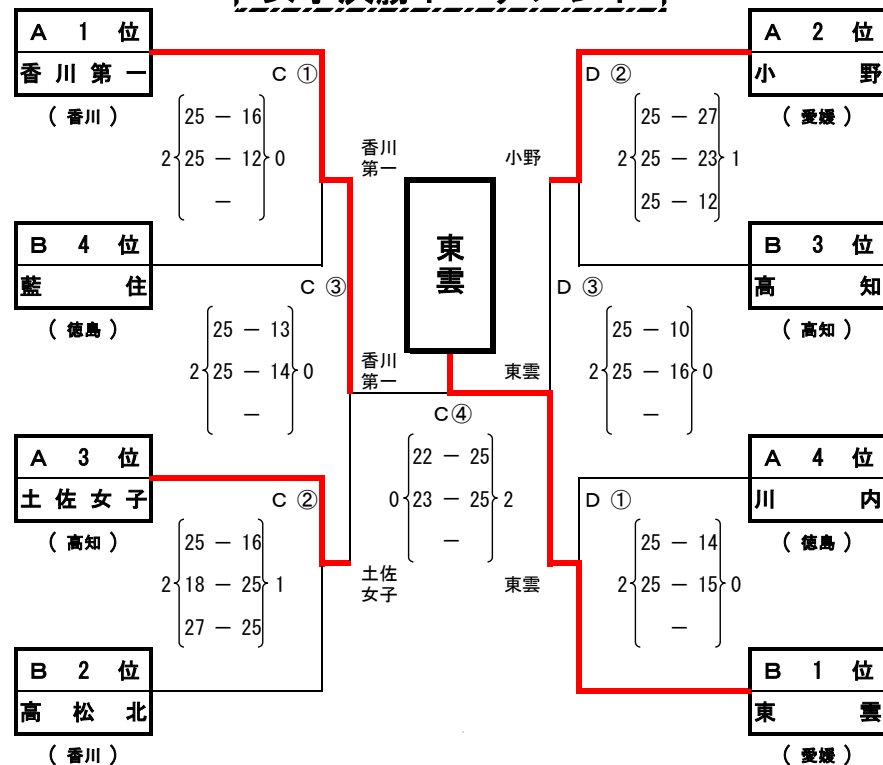 A 1 位
香川第一
( 香川 )
C ①
25 － 16
2 25 － 12 0
－
B 4 位
藍住
( 徳島 )
C ③
25 － 13
2 25 － 14 0
－
A 3 位
土佐女子
( 高知 )
C ②
25 － 16
2 18 － 25 1
27 － 25
B 2 位
高松北
( 香川 )
香川
第一
小野
東雲
香川
第一
東雲
C④
22 － 25
0 23 － 25 2
－
土佐
女子
東雲
A 2 位
小野
( 愛媛 )
D ②
25 － 27
2 25 － 23 1
25 － 12
B 3 位
高知
( 高知 )
D ③
25 － 10
2 25 － 16 0
－
A 4 位
川内
( 徳島 )
D ①
25 － 14
2 25 － 15 0
－
B 1 位
東雲
( 愛媛 )